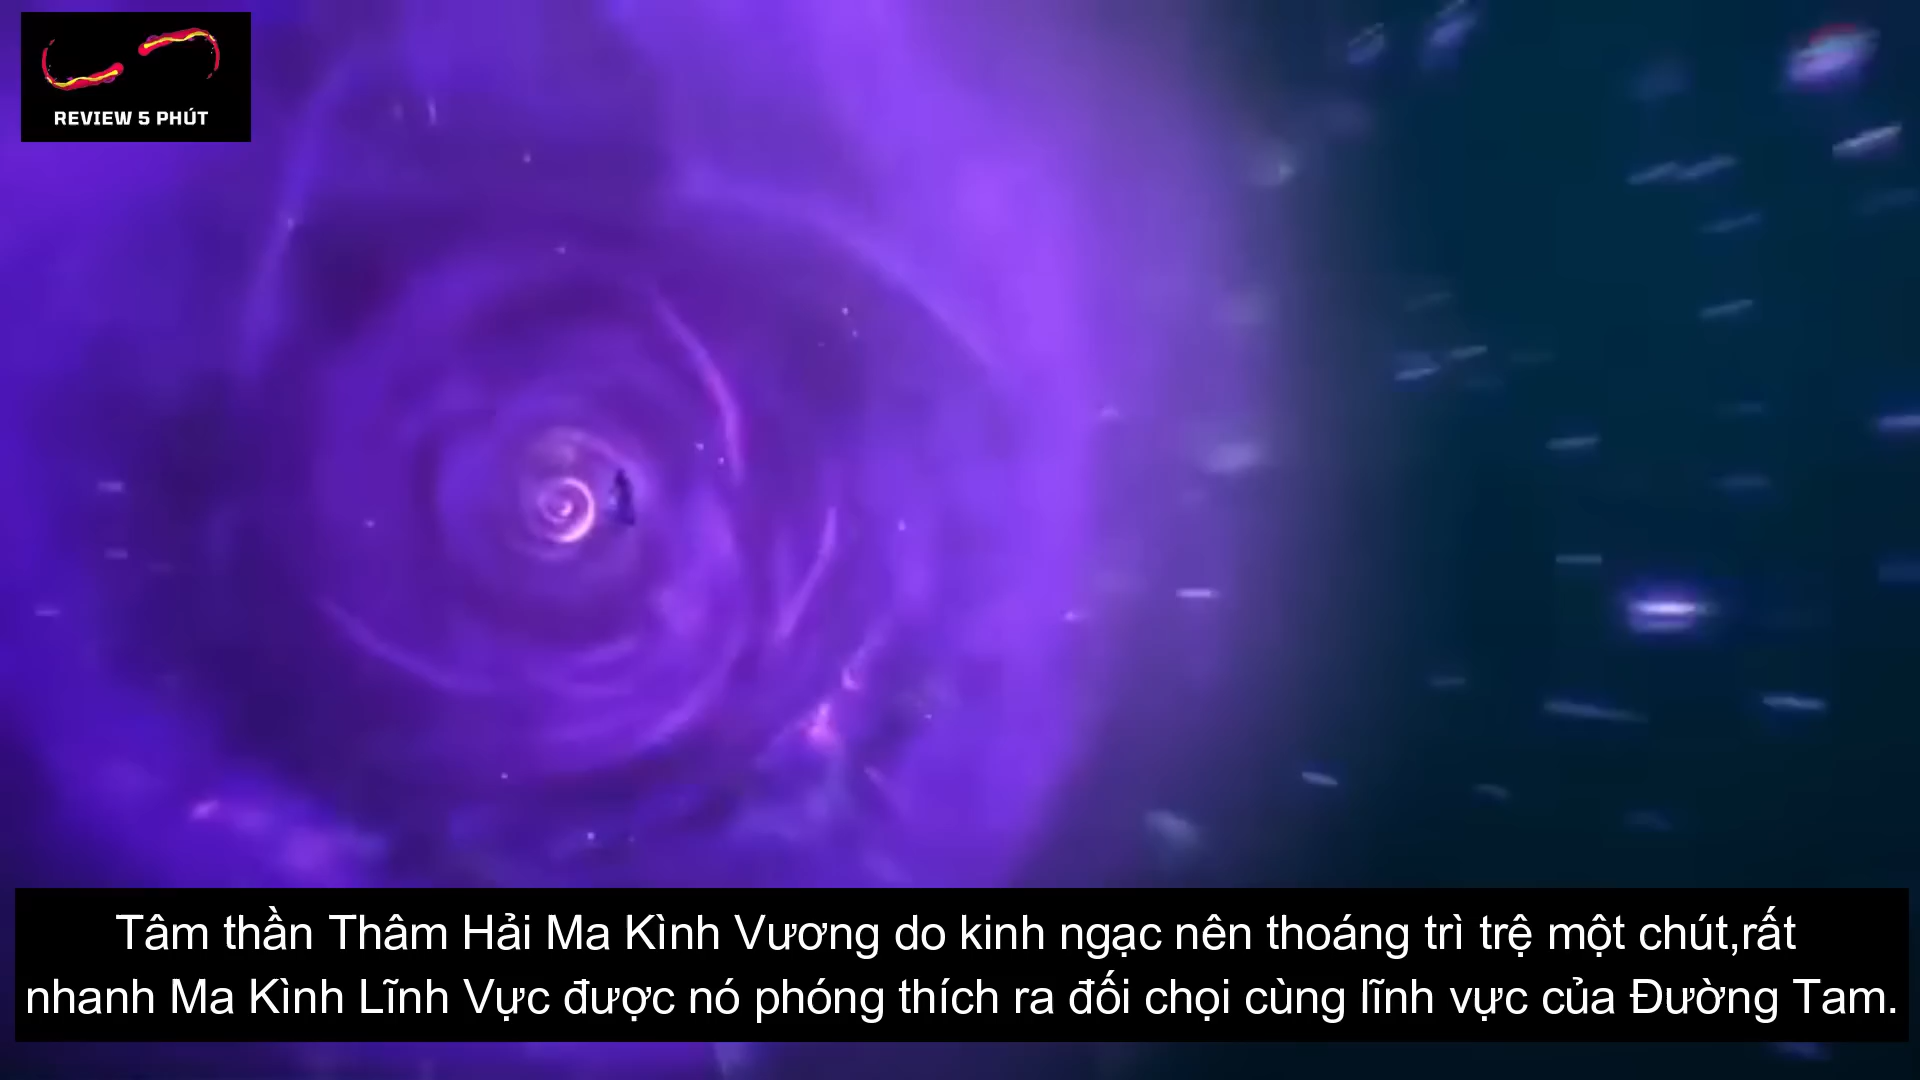 REVIEW 5 PHÚT
Tâm thần Thâm Hải Ma Kình Vương do kinh ngạc nên thoáng trì trệ một chút,rất
nhanh Ma Kình Lĩnh Vực được nó phóng thích ra đối chọi cùng lĩnh vực của Đường Tam.